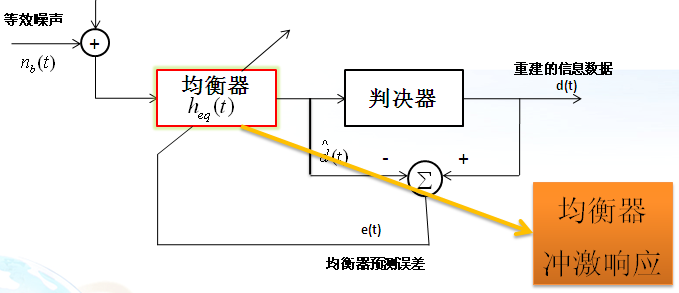 等效噪声
+
n_b(t)
均衡器
h_eq(t)
判决器
重建的信息数据
d(t)
d̂(t)
-
+
Σ
e(t)
均衡器预测误差
均衡器
冲激响应